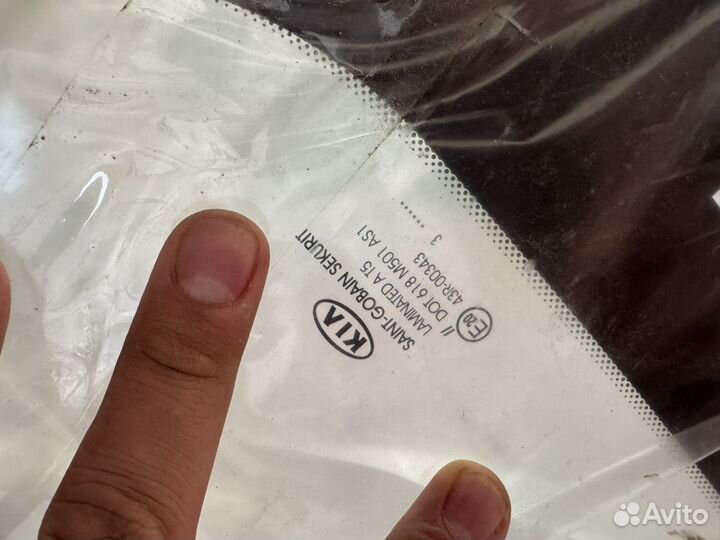 KIA
SAINT-GOBAIN SEKURIT
LAMINATED A T5
// DOT 618 M501 AS1
E20 43R-00343
3
.......
Avito